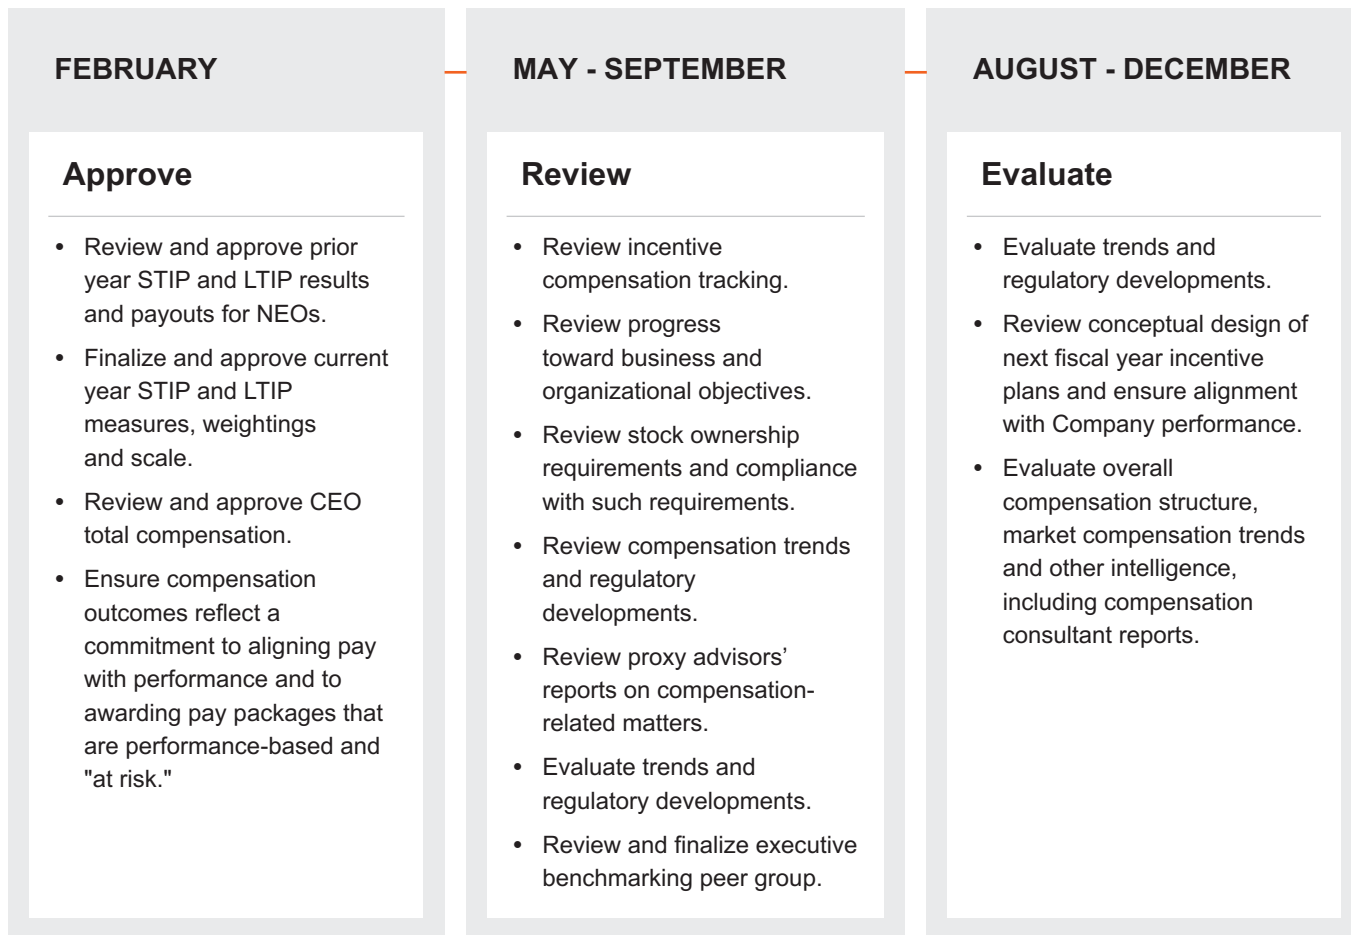 FEBRUARY
Approve
• Review and approve prior
year STIP and LTIP results
and payouts for NEOs.
• Finalize and approve current
year STIP and LTIP
measures, weightings
and scale.
• Review and approve CEO
total compensation.
• Ensure compensation
outcomes reflect a
commitment to aligning pay
with performance and to
awarding pay packages that
are performance-based and
"at risk."
MAY - SEPTEMBER
Review
• Review incentive
compensation tracking.
• Review progress
toward business and
organizational objectives.
• Review stock ownership
requirements and compliance
with such requirements.
• Review compensation trends
and regulatory
developments.
• Review proxy advisors’
reports on compensation-
related matters.
• Evaluate trends and
regulatory developments.
• Review and finalize executive
benchmarking peer group.
AUGUST - DECEMBER
Evaluate
• Evaluate trends and
regulatory developments.
• Review conceptual design of
next fiscal year incentive
plans and ensure alignment
with Company performance.
• Evaluate overall
compensation structure,
market compensation trends
and other intelligence,
including compensation
consultant reports.